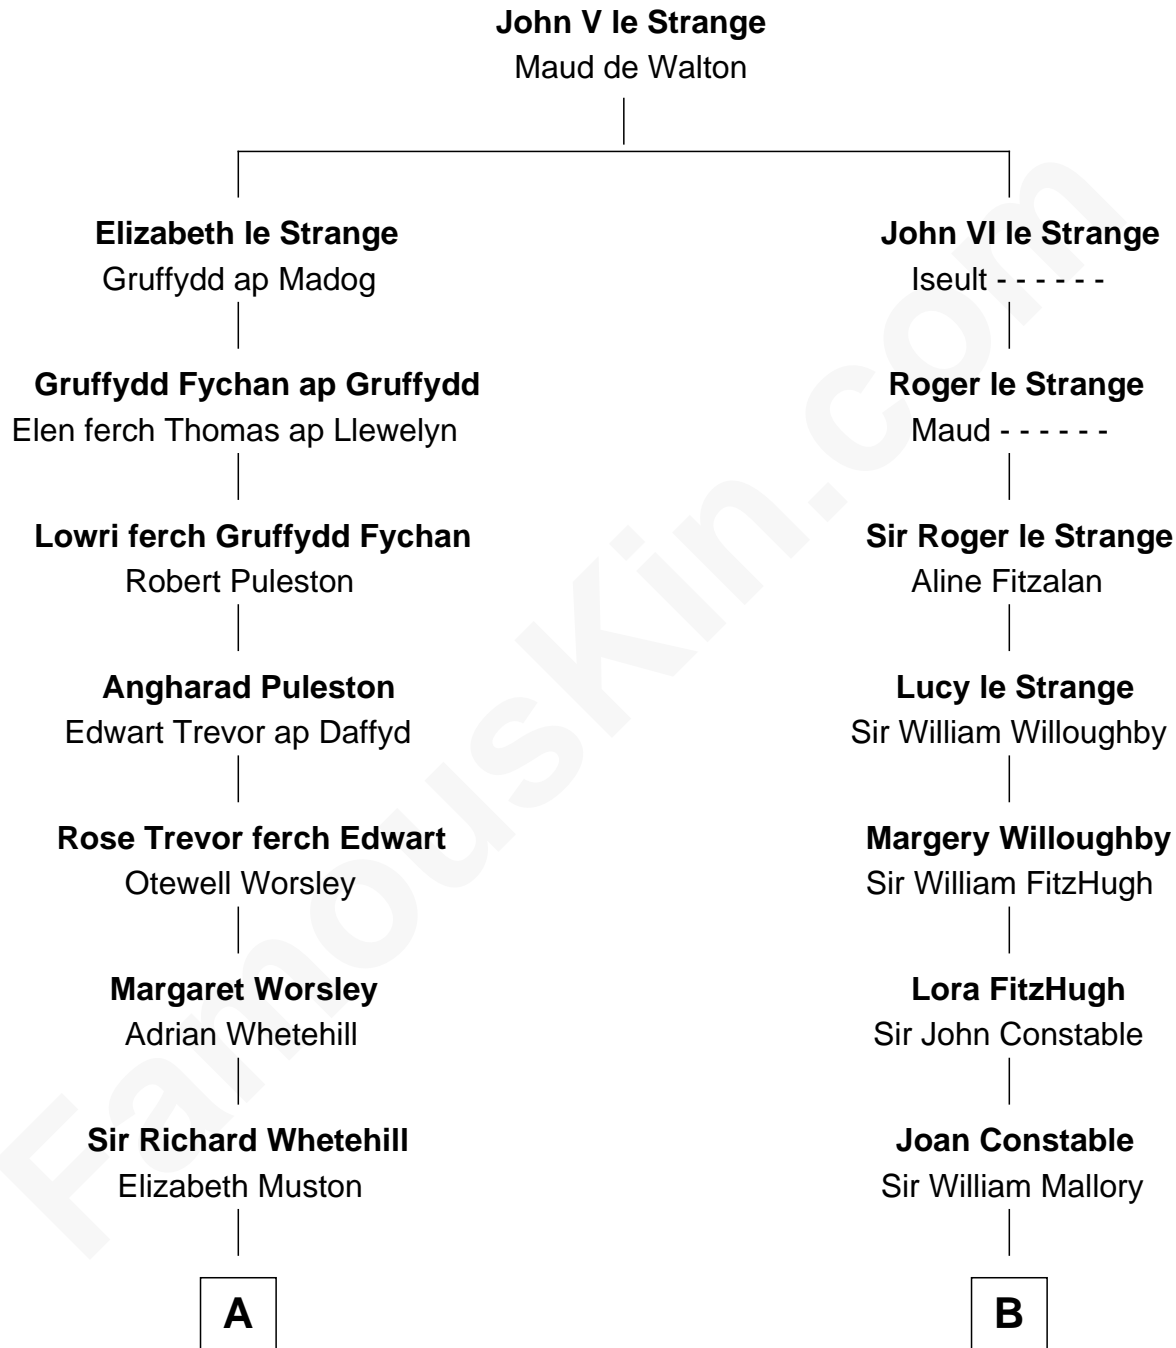 John V le Strange
Maud de Walton
Elizabeth le Strange
Gruffydd ap Madog
John VI le Strange
Iseult - - - - - -
Gruffydd Fychan ap Gruffydd
Elen ferch Thomas ap Llewelyn
Roger le Strange
Maud - - - - - -
Lowri ferch Gruffydd Fychan
Robert Puleston
Sir Roger le Strange
Aline Fitzalan
Angharad Puleston
Edwart Trevor ap Daffyd
Lucy le Strange
Sir William Willoughby
Rose Trevor ferch Edwart
Otewell Worsley
Margery Willoughby
Sir William FitzHugh
Margaret Worsley
Adrian Whetehill
Lora FitzHugh
Sir John Constable
Sir Richard Whetehill
Elizabeth Muston
Joan Constable
Sir William Mallory
A
B
FamousKin.com